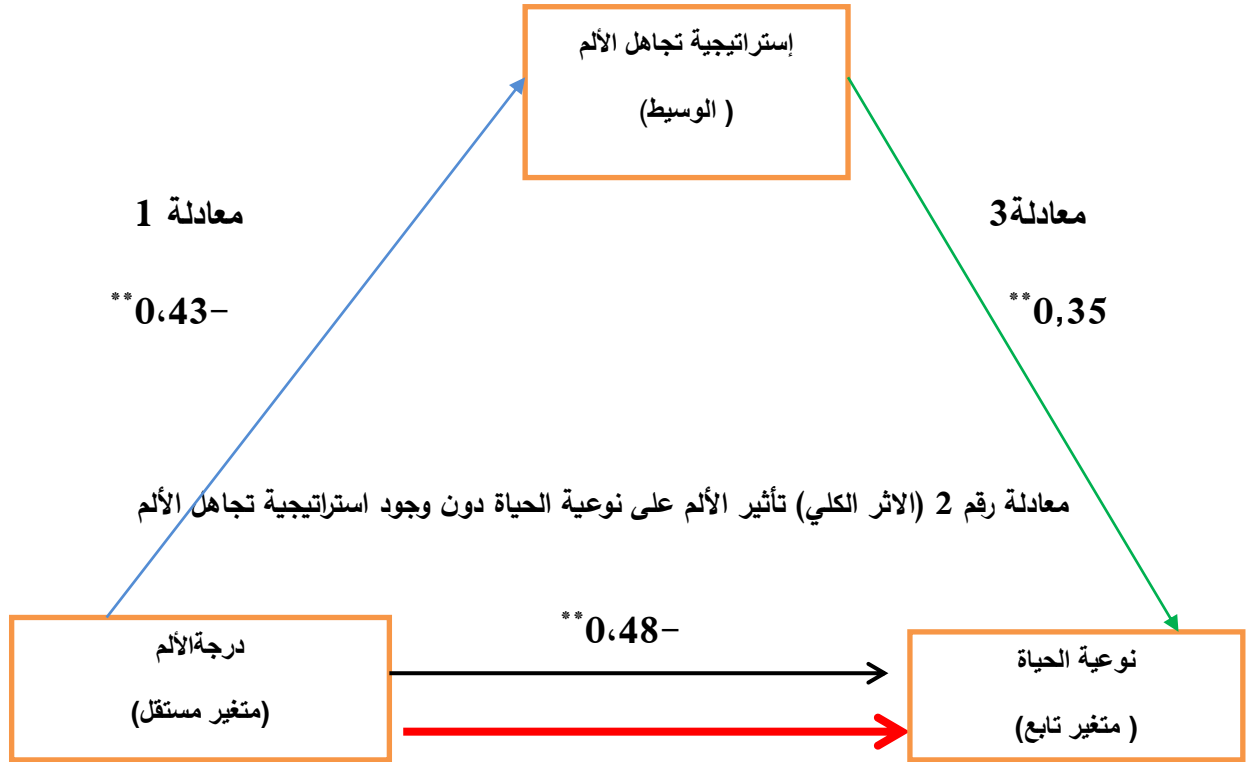 إستراتيجية تجاهل الألم
( الوسيط)
معادلة 1
معادلة3
**0،43-
**0,35
معادلة رقم 2 (الاثر الكلي) تأثير الألم على نوعية الحياة دون وجود استراتيجية تجاهل الألم
**0،48-
درجةالألم
(متغير مستقل)
نوعية الحياة
( متغير تابع)